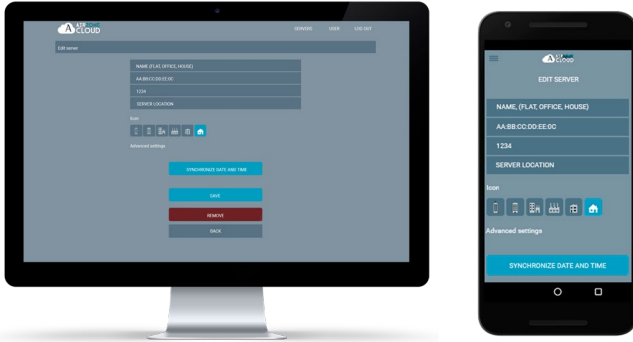 AIRZONE
CLOUD
SERVERS USER LOG OUT
Edit server
NAME (FLAT, OFFICE, HOUSE)
AA:BB:CC:DD:EE:0C
1234
SERVER LOCATION
Icon
Advanced settings
SYNCHRONIZE DATE AND TIME
SAVE
REMOVE
BACK
AIRZONE
CLOUD
EDIT SERVER
NAME, (FLAT, OFFICE, HOUSE)
AA:BB:CC:DD:EE:0C
1234
SERVER LOCATION
Icon
Advanced settings
SYNCHRONIZE DATE AND TIME